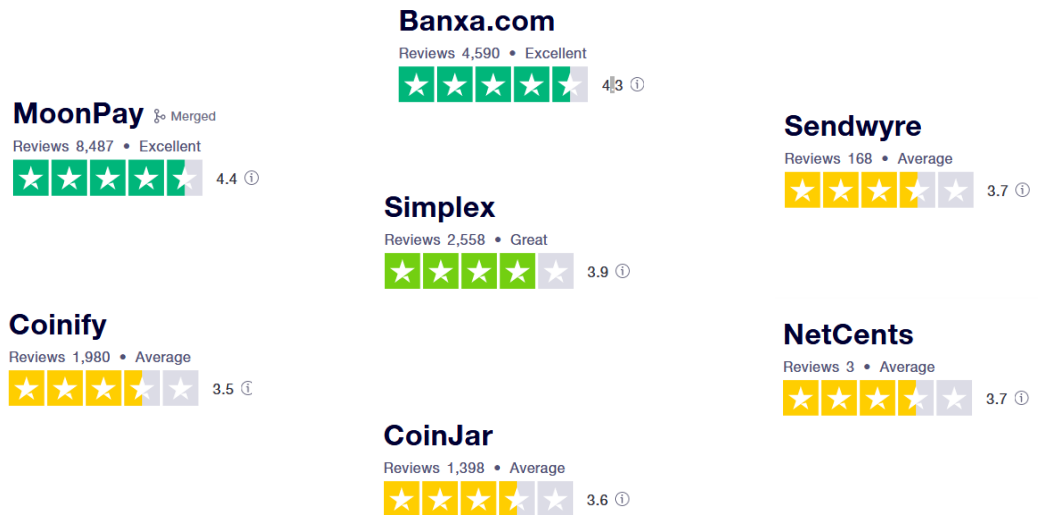 Banxa.com
Reviews 4,590 • Excellent
4.3
MoonPay Merged
Reviews 8,487 • Excellent
4.4
Sendwyre
Reviews 168 • Average
3.7
Simplex
Reviews 2,558 • Great
3.9
Coinify
Reviews 1,980 • Average
3.5
NetCents
Reviews 3 • Average
3.7
CoinJar
Reviews 1,398 • Average
3.6